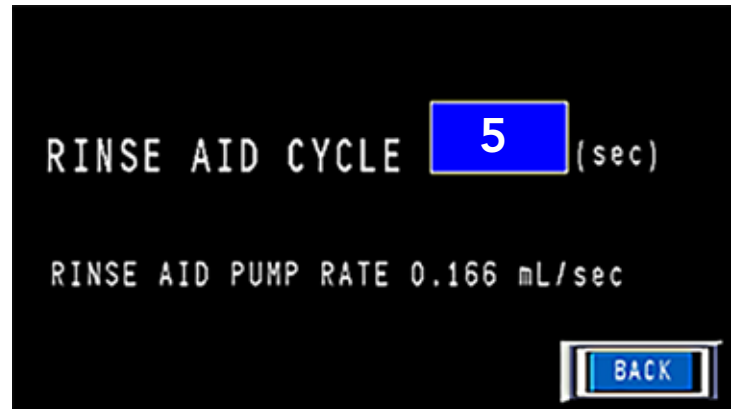 RINSE AID CYCLE 5 (sec)
RINSE AID PUMP RATE 0.166 mL/sec
BACK